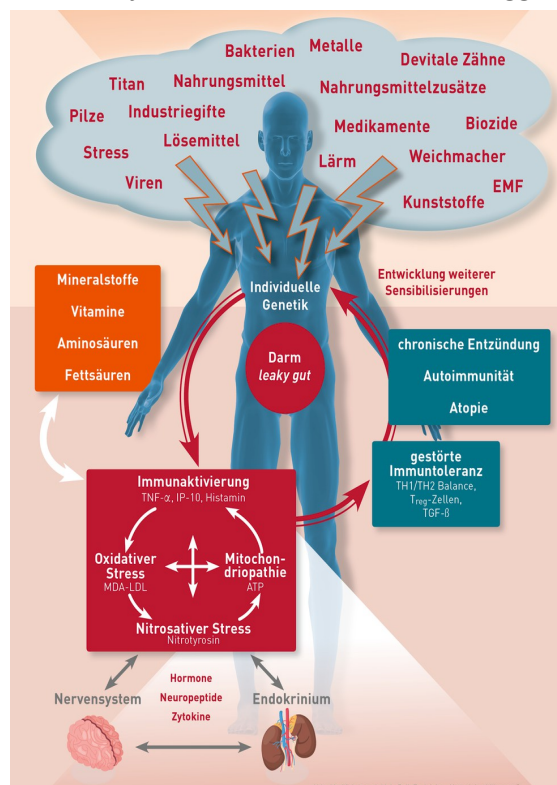 Bakterien
Metalle
Devitale Zähne
Titan
Nahrungsmittel
Nahrungsmittelzusätze
Pilze
Industriegifte
Medikamente
Biozide
Lösemittel
Stress
Lärm
Weichmacher
Viren
EMF
Kunststoffe
Mineralstoffe
Vitamine
Aminosäuren
Fettsäuren
Individuelle
Genetik
Darm
leaky gut
Entwicklung weiterer
Sensibilisierungen
chronische Entzündung
Autoimmunität
Atopie
gestörte
Immuntoleranz
TH1/TH2 Balance,
Treg-Zellen,
TGF-ß
Immunaktivierung
TNF-α, IP-10, Histamin
Oxidativer
Stress
MDA-LDL
Mitochon-
driopathie
ATP
Nitrosativer Stress
Nitrotyrosin
Nervensystem
Hormone
Neuropeptide
Zytokine
Endokrinium